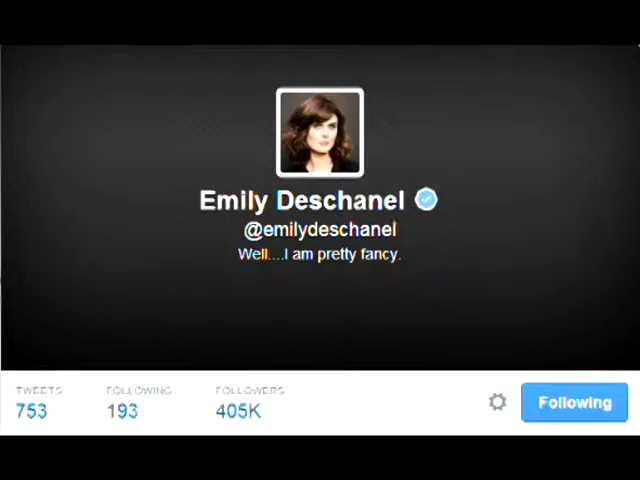 Emily Deschanel
@emilydeschanel
Well....I am pretty fancy.
TWEETS FOLLOWING FOLLOWERS
753 193 405K Following